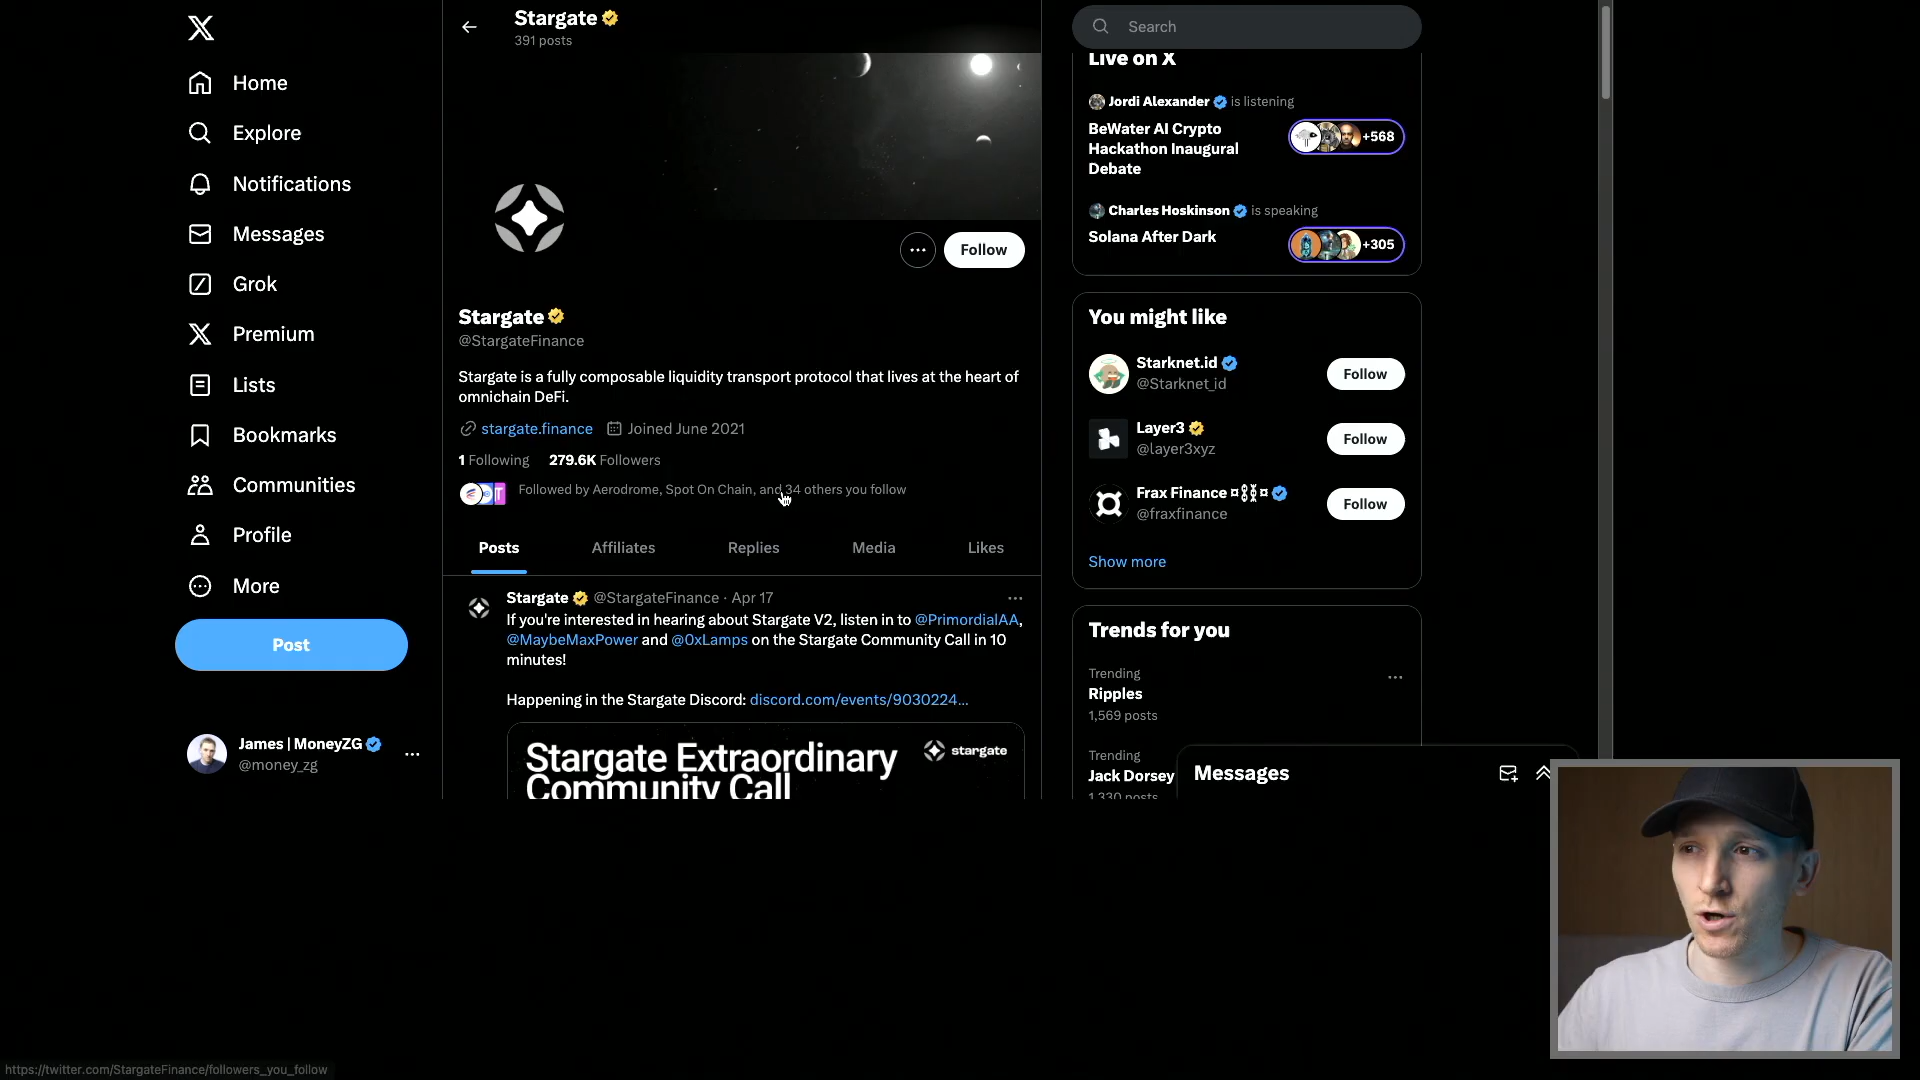 Home
Explore
Notifications
Messages
Grok
Premium
Lists
Bookmarks
Communities
Profile
More
Post
James | MoneyZG
@money_zg
Stargate
391 posts
Follow
Stargate
@StargateFinance
Stargate is a fully composable liquidity transport protocol that lives at the heart of
omnichain DeFi.
stargate.finance Joined June 2021
1 Following 279.6K Followers
Followed by Aerodrome, Spot On Chain, and 34 others you follow
Posts Affiliates Replies Media Likes
Stargate @StargateFinance · Apr 17
If you're interested in hearing about Stargate V2, listen in to @PrimordialAA,
@MaybeMaxPower and @0xLamps on the Stargate Community Call in 10
minutes!
Happening in the Stargate Discord: discord.com/events/9030224...
Stargate Extraordinary
Community Call
stargate
Search
Live on X
Jordi Alexander is listening
BeWater AI Crypto
Hackathon Inaugural
Debate
+568
Charles Hoskinson is speaking
Solana After Dark
+305
You might like
Starknet.id
@Starknet_id
Follow
Layer3
@layer3xyz
Follow
Frax Finance ¤⛓️¤
@fraxfinance
Follow
Show more
Trends for you
Trending
Ripples
1,569 posts
Trending
Jack Dorsey
1,330 posts
Messages
https://twitter.com/StargateFinance/followers_you_follow